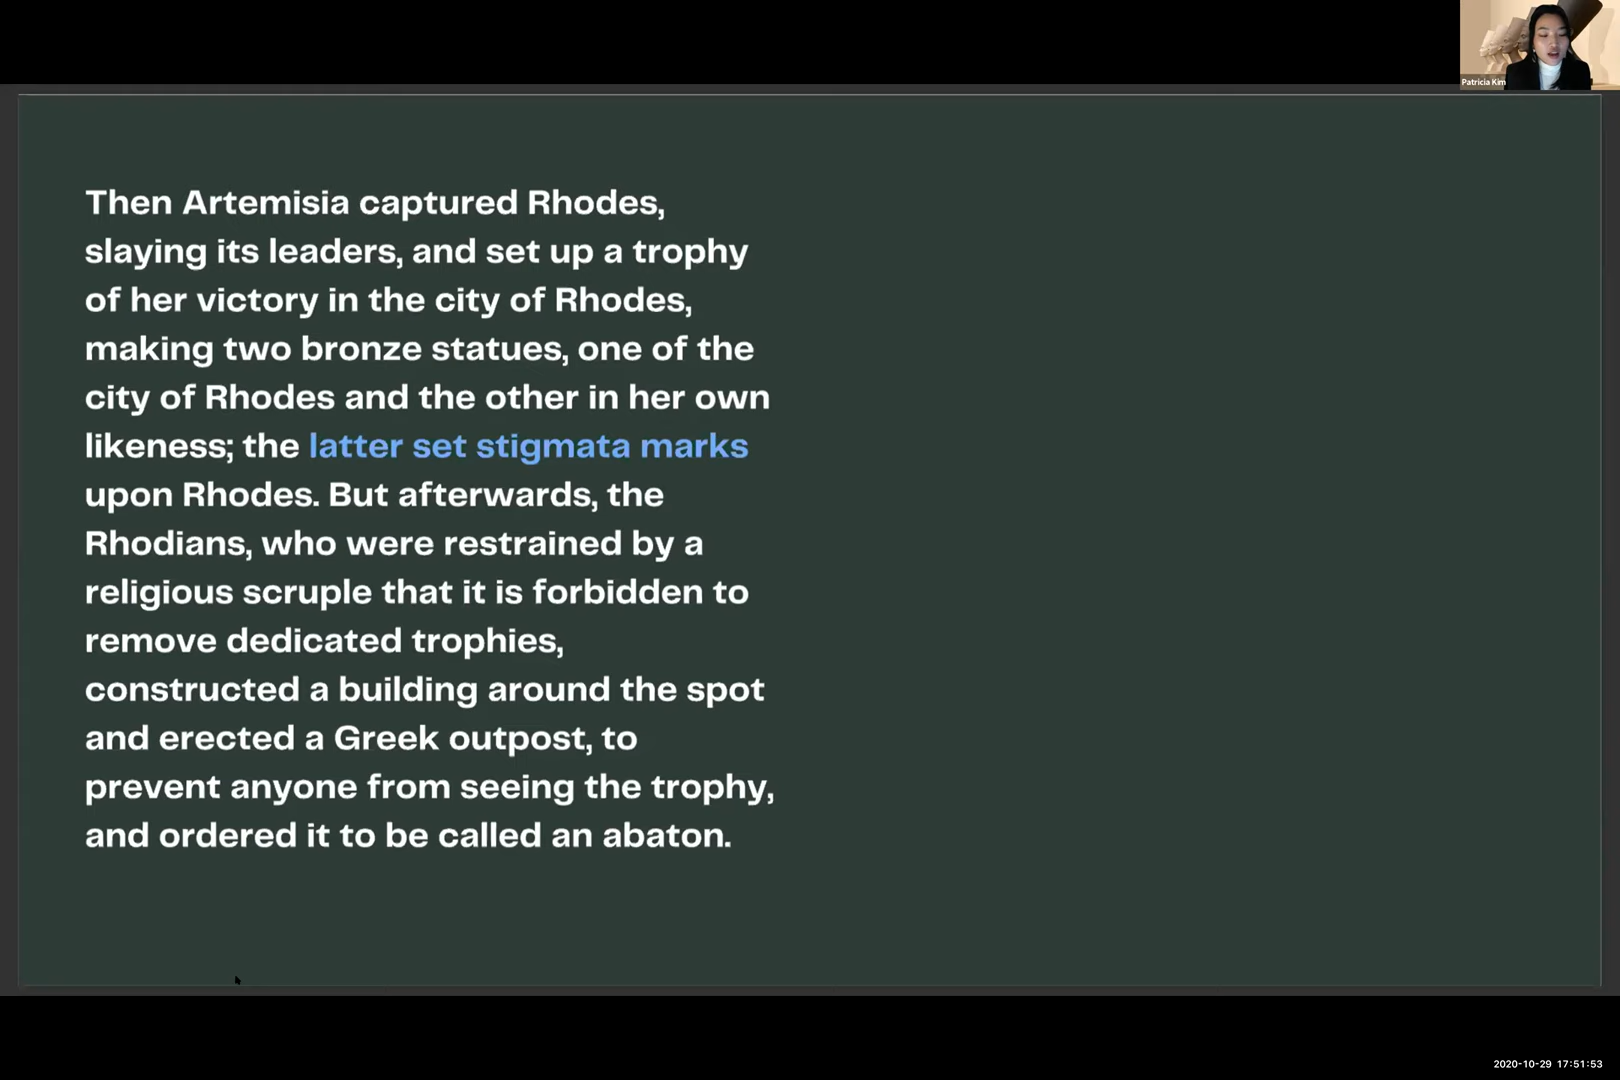 Patricia Kim
Then Artemisia captured Rhodes,
slaying its leaders, and set up a trophy
of her victory in the city of Rhodes,
making two bronze statues, one of the
city of Rhodes and the other in her own
likeness; the latter set stigmata marks
upon Rhodes. But afterwards, the
Rhodians, who were restrained by a
religious scruple that it is forbidden to
remove dedicated trophies,
constructed a building around the spot
and erected a Greek outpost, to
prevent anyone from seeing the trophy,
and ordered it to be called an abaton.
2020-10-29 17:51:53